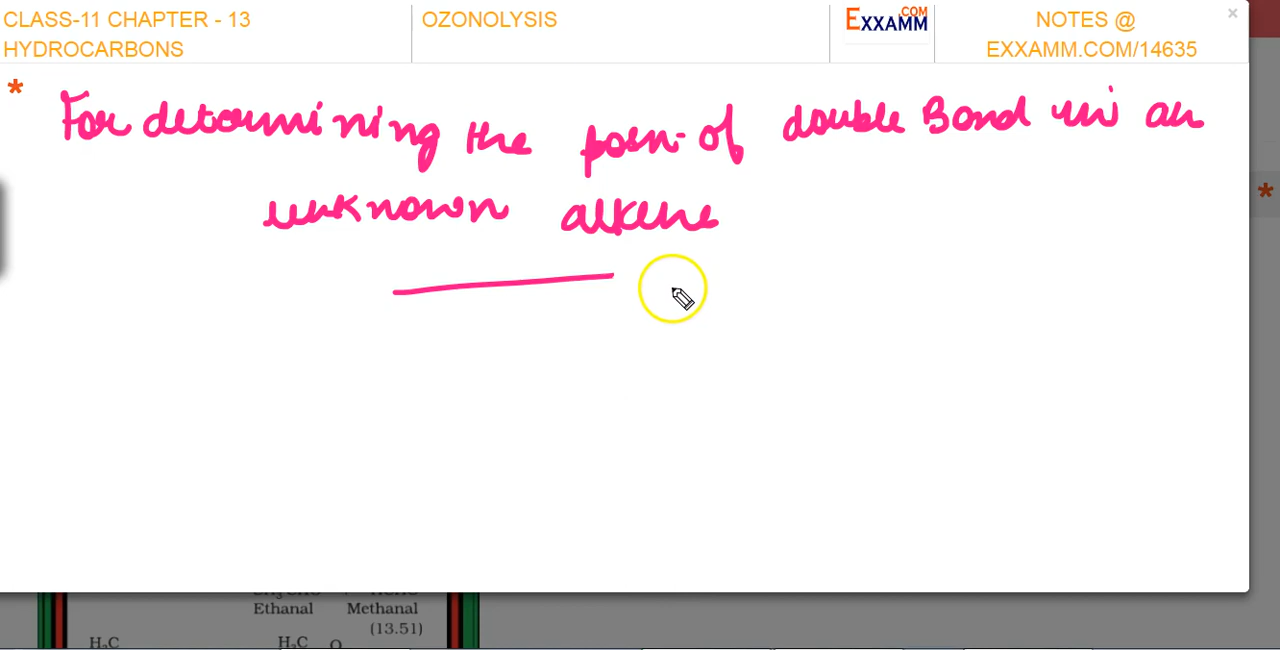 CLASS-11 CHAPTER - 13
HYDROCARBONS
OZONOLYSIS
EXXAMM.COM
NOTES @
EXXAMM.COM/14635
×
*
For determining the posn. of double Bond in an
unknown alkene
*
Ethanal Methanal
(13.51)
H₃C H₃C O